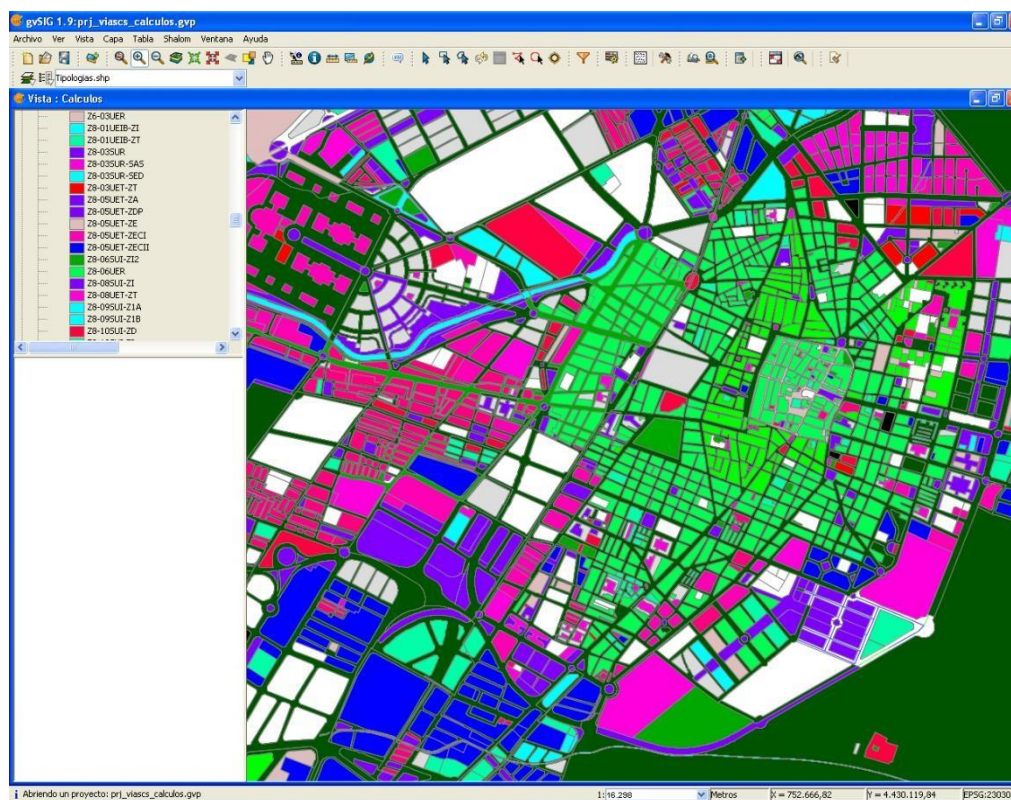 gvSIG 1.9:prj_viascs_calculos.gvp
Archivo Ver Vista Capa Tabla Shalom Ventana Ayuda
Tipologias.shp
Vista : Calculos
Z6-03UER
Z8-01UEIB-ZI
Z8-01UEIB-ZT
Z8-03SUR
Z8-03SUR-SAS
Z8-03SUR-SED
Z8-03UET-ZT
Z8-05UET-ZA
Z8-05UET-ZDP
Z8-05UET-ZE
Z8-05UET-ZECI
Z8-05UET-ZECII
Z8-06SUI-ZI2
Z8-06UER
Z8-08SUI-ZI
Z8-08UET-ZT
Z8-09SUI-Z1A
Z8-09SUI-Z1B
Z8-10SUI-ZD
Abriendo un proyecto: prj_viascs_calculos.gvp
1: 16.298 Metros X = 752.666,82 Y = 4.430.119,84 EPSG:23030